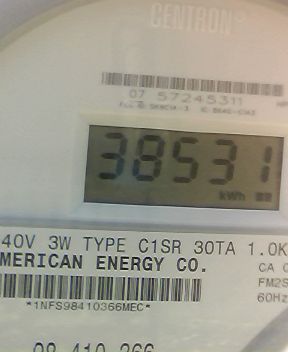 CENTRON®
07 57245311
38531
kWh
40V 3W TYPE C1SR 30TA 1.0K
MERICAN ENERGY CO.
CA 0
FM2S
60Hz
*1NFS98410366MEC*